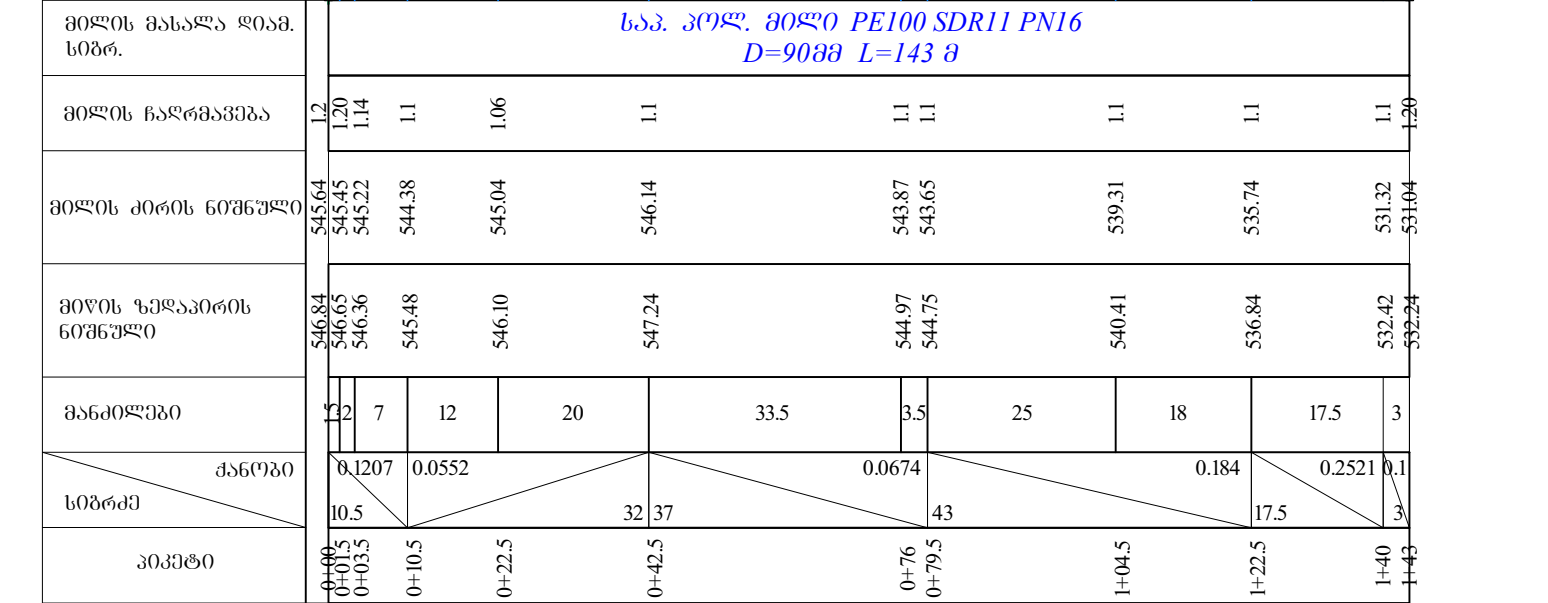 მილის მასალა დიამ.
სიგრ.
საპ. პოლ. მილი PE100 SDR11 PN16
D=90მმ L=143 მ
მილის ჩაღრმავება
1.2 1.20 1.14 1.1 1.06 1.1 1.1 1.1 1.1 1.1 1.1 1.20
მილის ძირის ნიშნული
545.64 545.45 545.22 544.38 545.04 546.14 543.87 543.65 539.31 535.74 531.32 531.04
მიწის ზედაპირის
ნიშნული
546.84 546.65 546.36 545.48 546.10 547.24 544.97 544.75 540.41 536.84 532.42 532.24
მანძილები
1.5 2 7 12 20 33.5 3.5 25 18 17.5 3
ქანობი
0.1207 0.0552 0.0674 0.184 0.2521 0.1
სიგრძე
10.5 32 37 43 17.5 3
პიკეტი
0+00 0+01.5 0+03.5 0+10.5 0+22.5 0+42.5 0+76 0+79.5 1+04.5 1+22.5 1+40 1+43